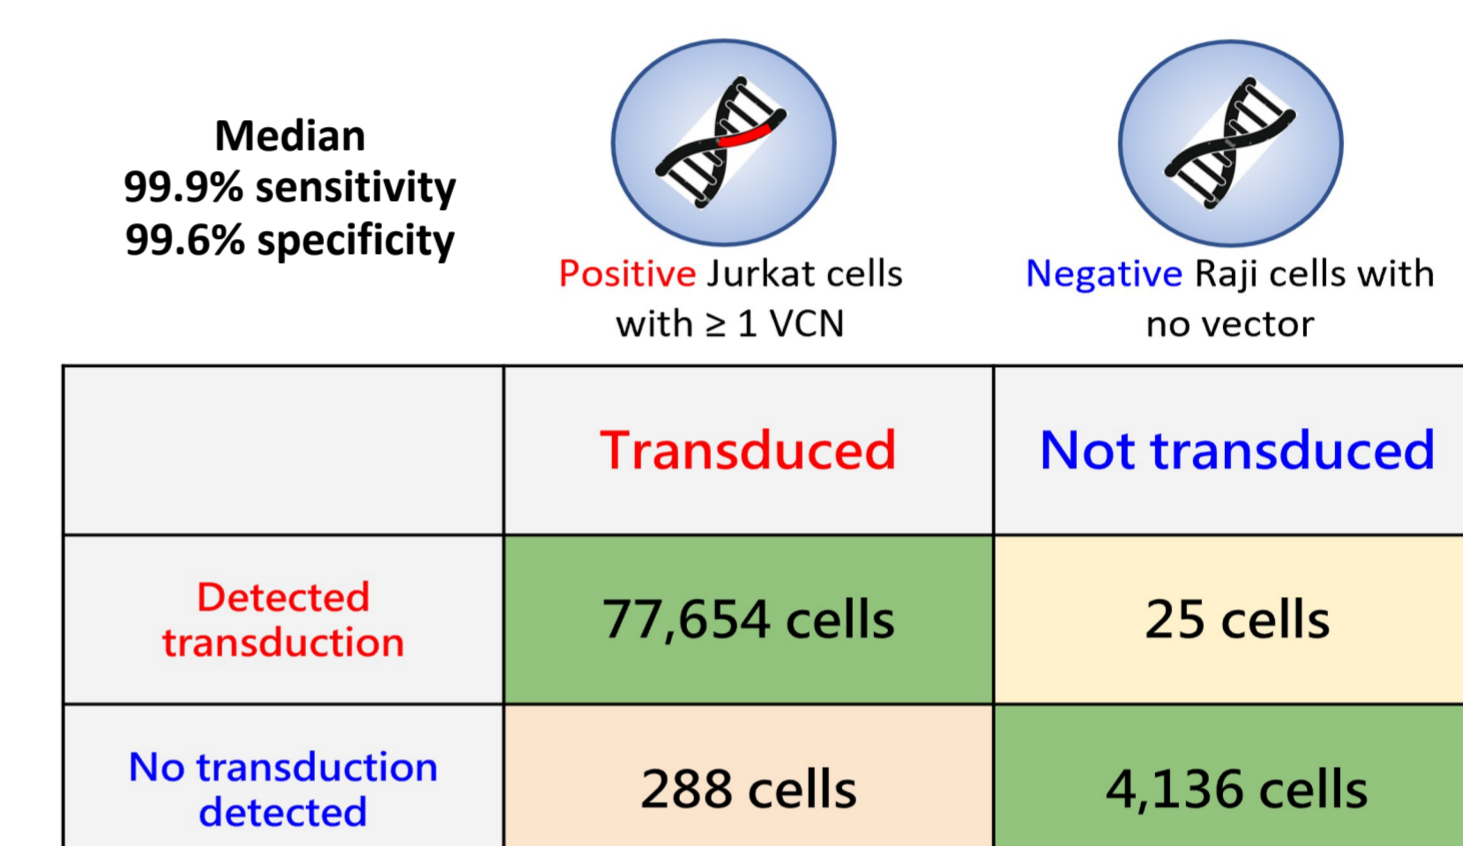 Median
99.9% sensitivity
99.6% specificity
Positive Jurkat cells
with ≥ 1 VCN
Negative Raji cells with
no vector
Transduced
Not transduced
Detected
transduction
77,654 cells
25 cells
No transduction
detected
288 cells
4,136 cells